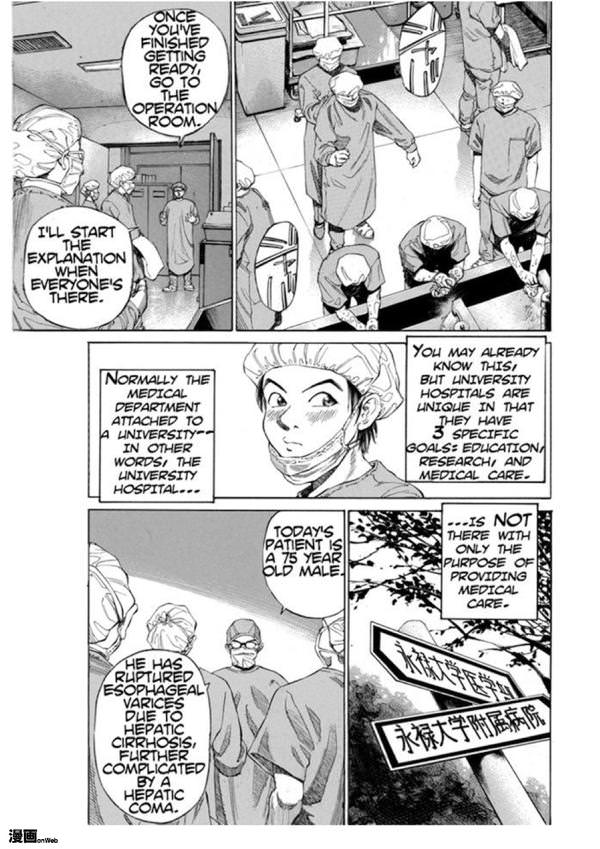 ONCE
YOU'VE
FINISHED
GETTING
READY,
GO TO
THE
OPERATION
ROOM.
I'LL START
THE
EXPLANATION
WHEN
EVERYONE'S
THERE.
YOU MAY ALREADY
KNOW THIS,
BUT UNIVERSITY
HOSPITALS ARE
UNIQUE IN THAT
THEY HAVE
3 SPECIFIC
GOALS: EDUCATION,
RESEARCH, AND
MEDICAL CARE.
NORMALLY THE
MEDICAL
DEPARTMENT
ATTACHED TO
A UNIVERSITY--
IN OTHER
WORDS, THE
UNIVERSITY
HOSPITAL...
...IS NOT
THERE WITH
ONLY THE
PURPOSE OF
PROVIDING
MEDICAL
CARE.
永禄大学医学
永禄大学附属病院
TODAY'S
PATIENT IS
A 75 YEAR
OLD MALE.
HE HAS
RUPTURED
ESOPHAGEAL
VARICES
DUE TO
HEPATIC
CIRRHOSIS,
FURTHER
COMPLICATED
BY A
HEPATIC
COMA.
漫画onWeb